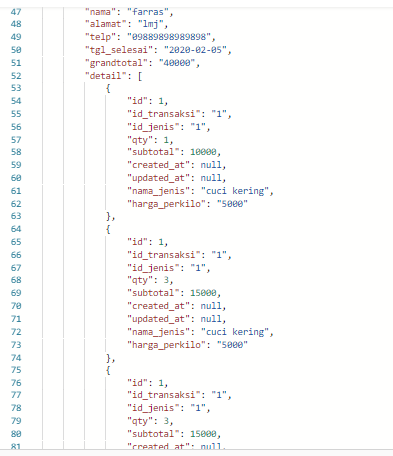 47 "nama": "farras",
48 "alamat": "lmj",
49 "telp": "09889898989898",
50 "tgl_selesai": "2020-02-05",
51 "grandtotal": "40000",
52 "detail": [
53 {
54 "id": 1,
55 "id_transaksi": "1",
56 "id_jenis": "1",
57 "qty": 1,
58 "subtotal": 10000,
59 "created_at": null,
60 "updated_at": null,
61 "nama_jenis": "cuci kering",
62 "harga_perkilo": "5000"
63 },
64 {
65 "id": 1,
66 "id_transaksi": "1",
67 "id_jenis": "1",
68 "qty": 3,
69 "subtotal": 15000,
70 "created_at": null,
71 "updated_at": null,
72 "nama_jenis": "cuci kering",
73 "harga_perkilo": "5000"
74 },
75 {
76 "id": 1,
77 "id_transaksi": "1",
78 "id_jenis": "1",
79 "qty": 3,
80 "subtotal": 15000,
81 "created_at": null,